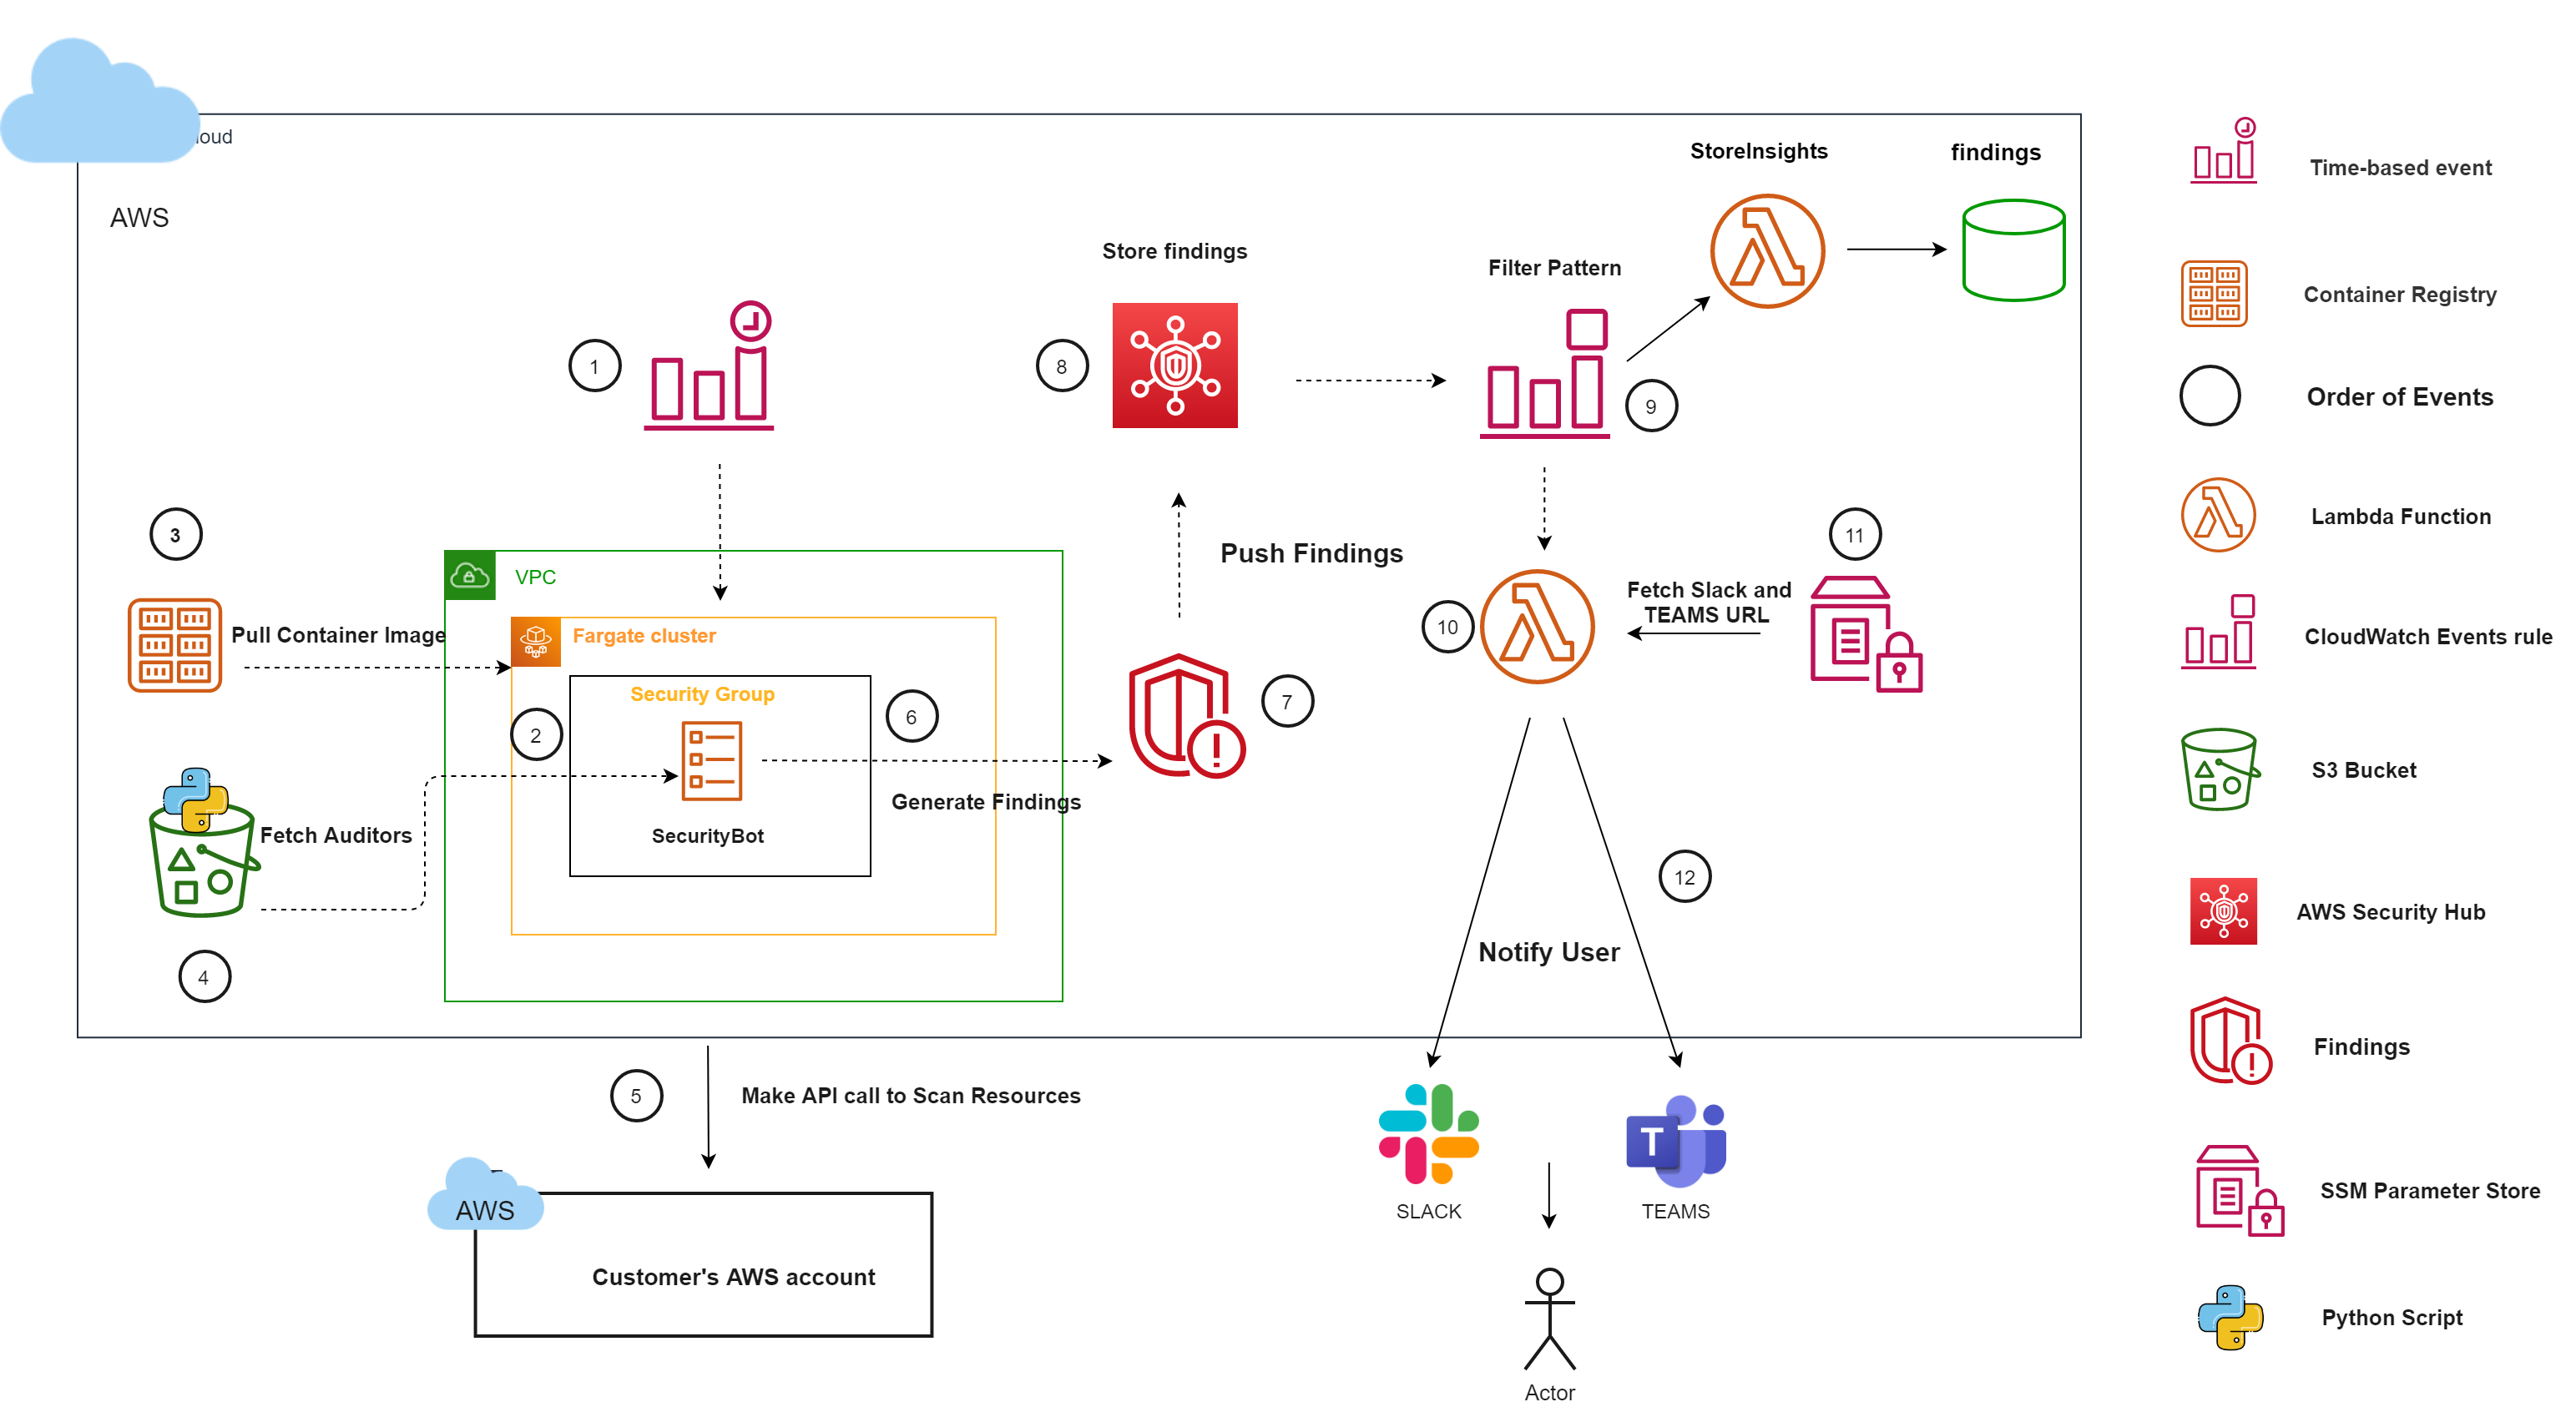 loud
AWS
StoreInsights
findings
Store findings
Filter Pattern
1
8
9
3
11
Push Findings
VPC
Fetch Slack and
TEAMS URL
10
Pull Container Image
Fargate cluster
Security Group
2
6
7
SecurityBot
Generate Findings
Fetch Auditors
4
12
Notify User
5
Make API call to Scan Resources
AWS
Customer's AWS account
T
SLACK
TEAMS
Actor
Time-based event
Container Registry
Order of Events
Lambda Function
CloudWatch Events rule
S3 Bucket
AWS Security Hub
Findings
SSM Parameter Store
Python Script